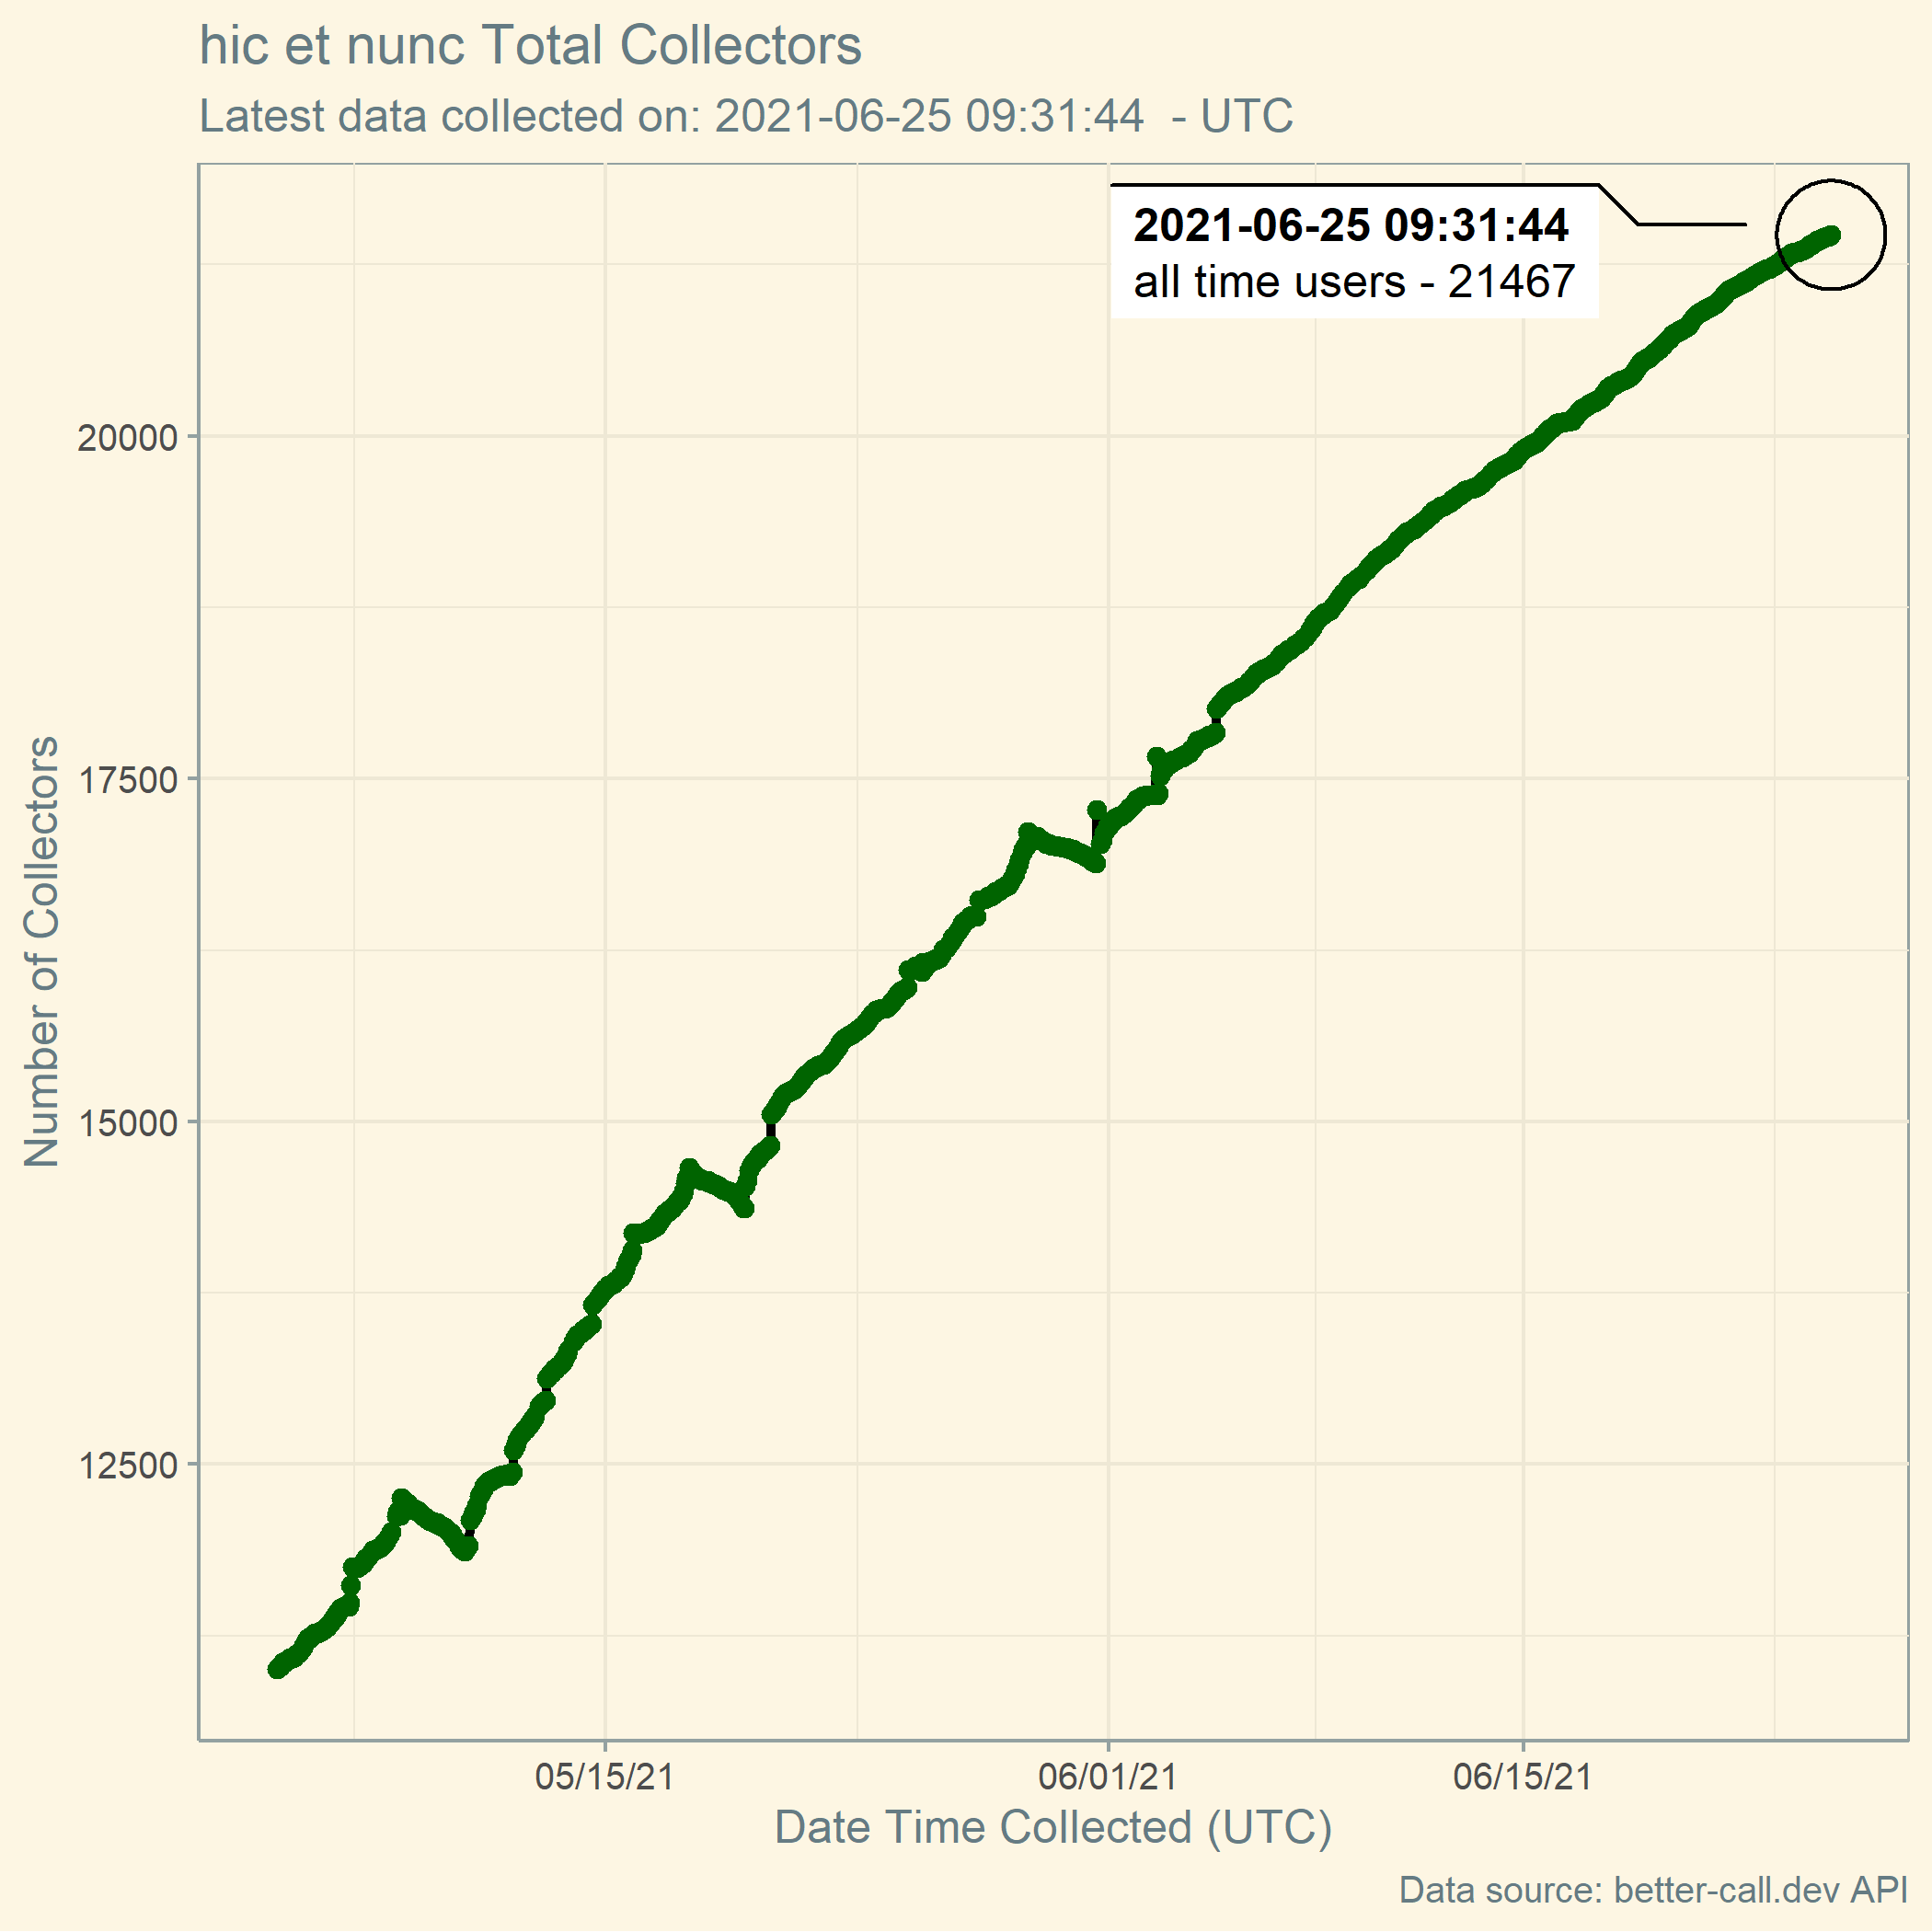 hic et nunc Total Collectors
Latest data collected on: 2021-06-25 09:31:44  - UTC
2021-06-25 09:31:44
all time users - 21467
Number of Collectors
20000
17500
15000
12500
05/15/21
06/01/21
06/15/21
Date Time Collected (UTC)
Data source: better-call.dev API